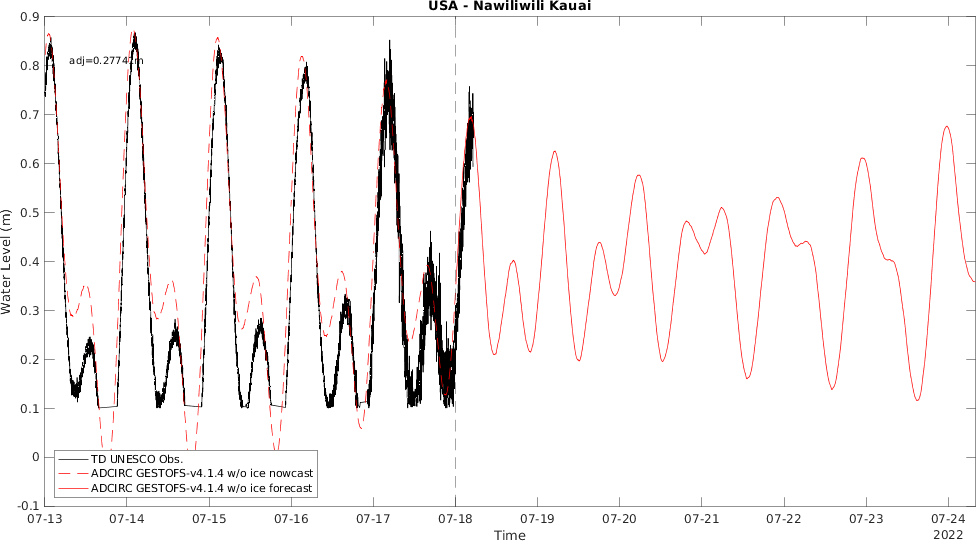 USA - Nawiliwili Kauai
0.9
0.8
0.7
0.6
0.5
0.4
0.3
0.2
0.1
0
-0.1
Water Level (m)
adj=0.2774 m
TD UNESCO Obs.
ADCIRC GESTOFS-v4.1.4 w/o ice nowcast
ADCIRC GESTOFS-v4.1.4 w/o ice forecast
07-13 07-14 07-15 07-16 07-17 07-18 07-19 07-20 07-21 07-22 07-23 07-24
Time
2022